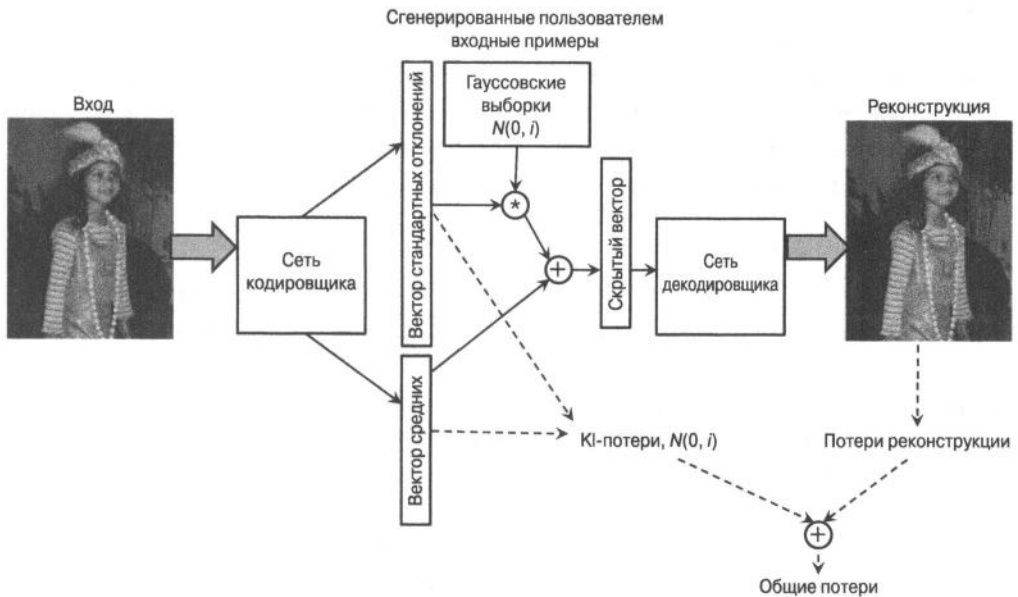 Сгенерированные пользователем
входные примеры
Вход
Вектор стандартных отклонений
Гауссовские
выборки
N(0, i)
Реконструкция
Сеть
кодировщика
*
+
Скрытый вектор
Сеть
декодировщика
Вектор средних
Kl-потери, N(0, i)
Потери реконструкции
+
Общие потери